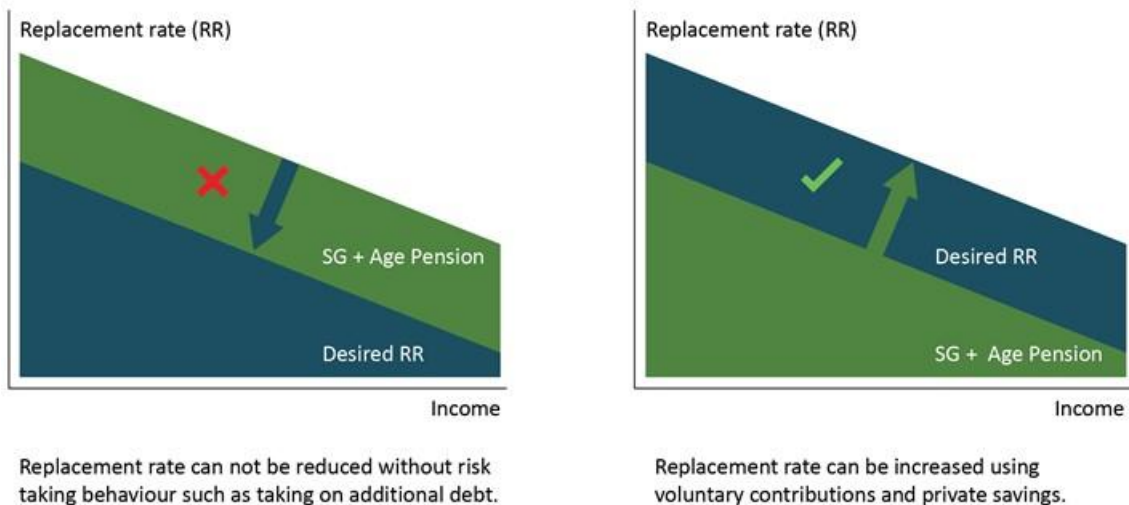 Replacement rate (RR)
SG + Age Pension
Desired RR
Income
Replacement rate can not be reduced without risk
taking behaviour such as taking on additional debt.
Replacement rate (RR)
Desired RR
SG + Age Pension
Income
Replacement rate can be increased using
voluntary contributions and private savings.